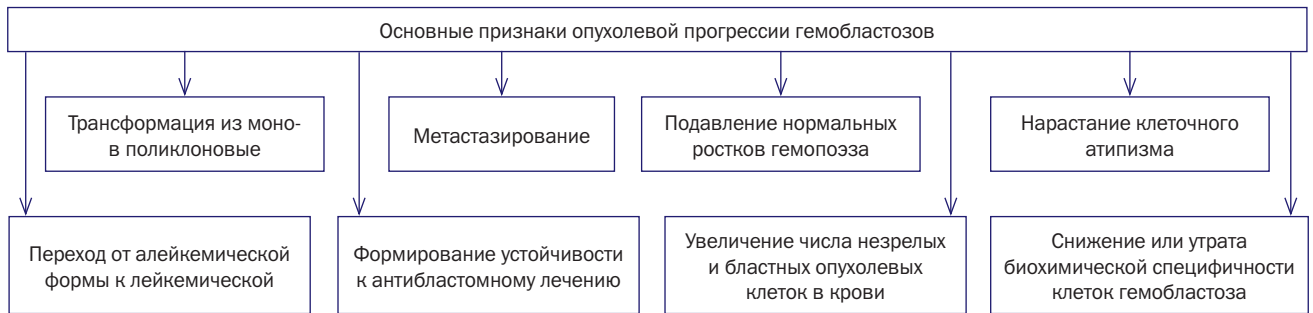 Основные признаки опухолевой прогрессии гемобластозов
Трансформация из моно-
в поликлоновые
Метастазирование
Подавление нормальных
ростков гемопоэза
Нарастание клеточного
атипизма
Переход от алейкемической
формы к лейкемической
Формирование устойчивости
к антибластомному лечению
Увеличение числа незрелых
и бластных опухолевых
клеток в крови
Снижение или утрата
биохимической специфичности
клеток гемобластоза